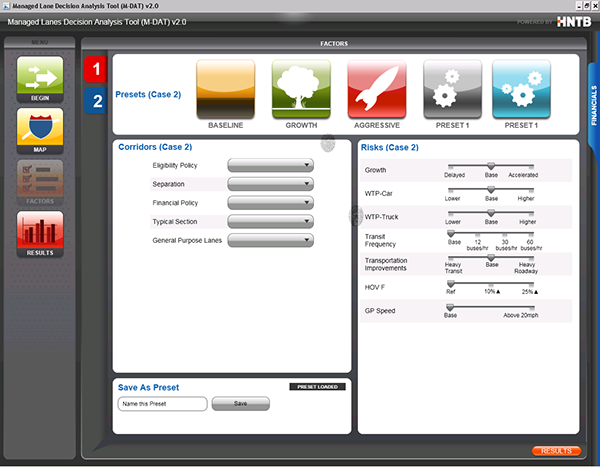 Managed Lane Decision Analysis Tool (M-DAT) v2.0
Managed Lanes Decision Analysis Tool (M-DAT) v2.0
POWERED BY HNTB
MENU
BEGIN
MAP
FACTORS
RESULTS
FACTORS
1
2
Presets (Case 2)
BASELINE
GROWTH
AGGRESSIVE
PRESET 1
PRESET 1
FINANCIALS
Corridors (Case 2)
Eligibility Policy
Separation
Financial Policy
Typical Section
General Purpose Lanes
Risks (Case 2)
Growth
Delayed Base Accelerated
WTP-Car
Lower Base Higher
WTP-Truck
Lower Base Higher
Transit
Frequency
Base 12 buses/hr 30 buses/hr 60 buses/hr
Transportation
Improvements
Heavy Transit Base Heavy Roadway
HOV F
Ref 10%▲ 25%▲
GP Speed
Base Above 20mph
Save As Preset
PRESET LOADED
Name this Preset
Save
RESULTS